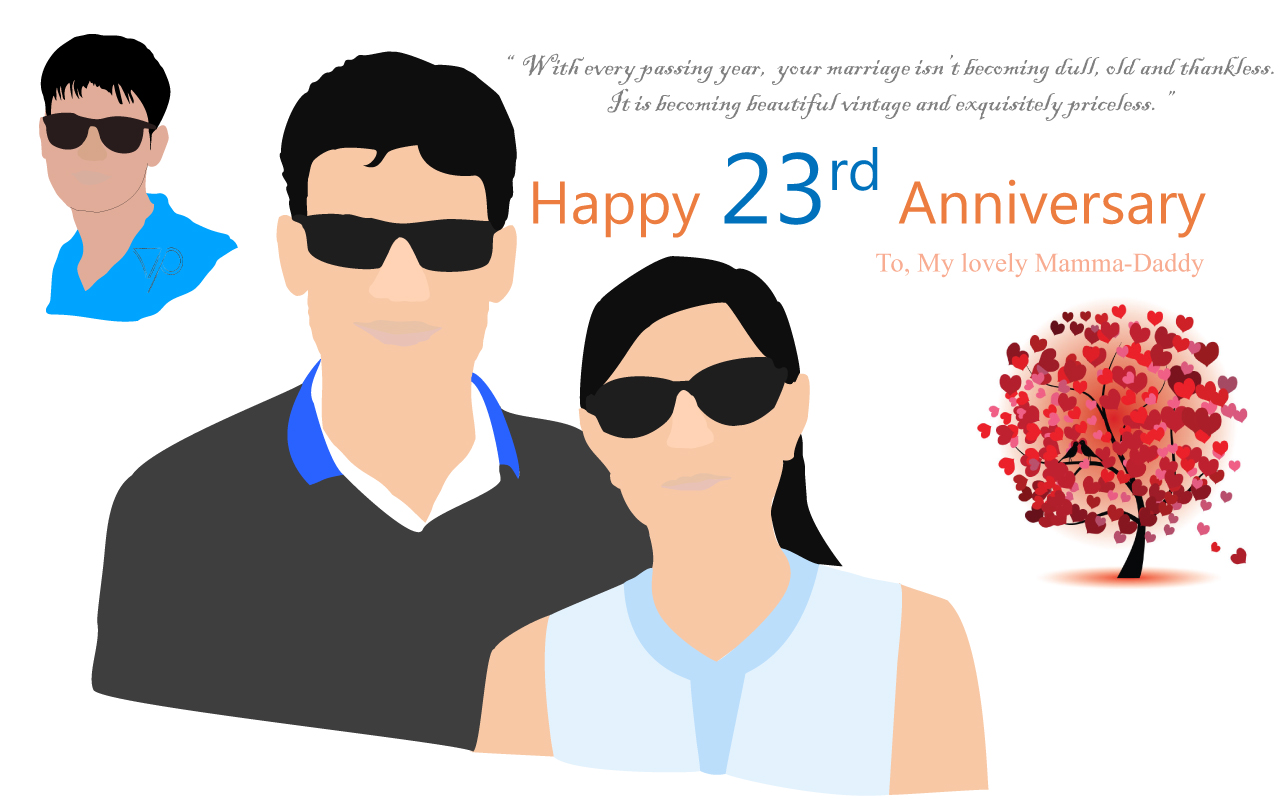 “ With every passing year, your marriage isn't becoming dull, old and thankless.
It is becoming beautiful vintage and exquisitely priceless. ”
Happy 23rd Anniversary
To, My lovely Mamma-Daddy